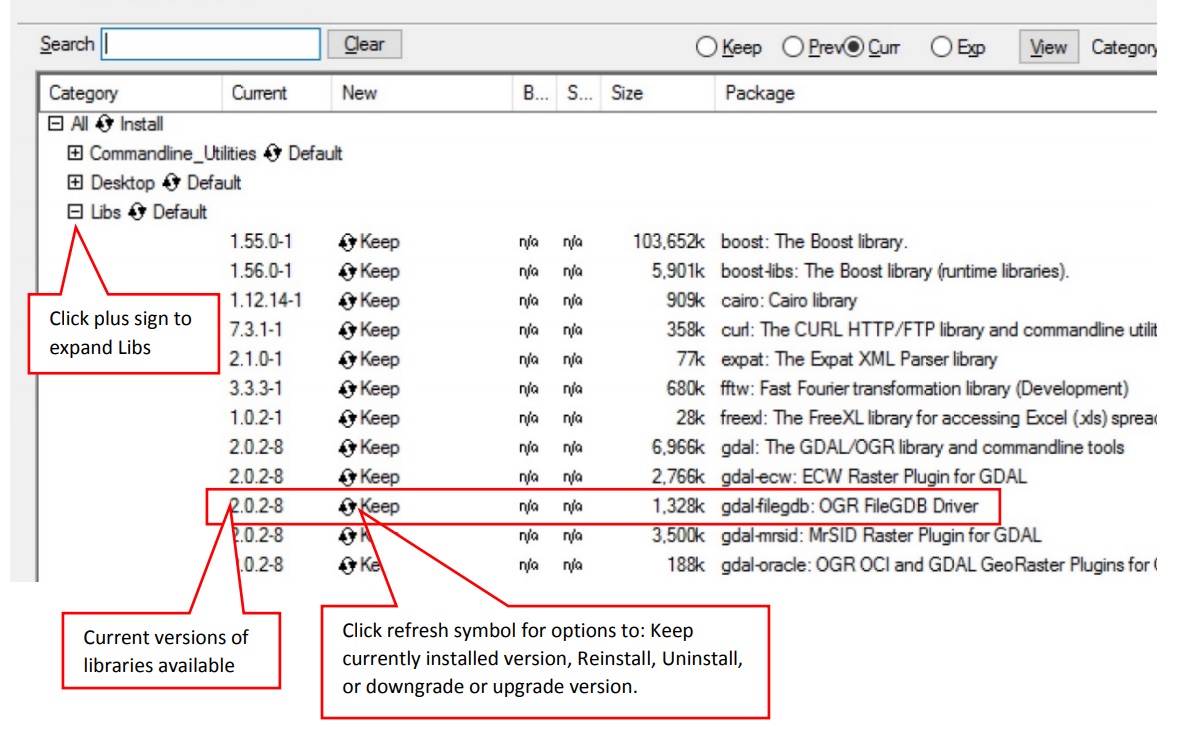 Search Clear Keep Prev Curr Exp View Category
Category Current New B... S... Size Package
All Install
Commandline_Utilities Default
Desktop Default
Libs Default
1.55.0-1 Keep n/a n/a 103,652k boost: The Boost library.
1.56.0-1 Keep n/a n/a 5,901k boost-libs: The Boost library (runtime libraries).
1.12.14-1 Keep n/a n/a 909k cairo: Cairo library
7.3.1-1 Keep n/a n/a 358k curl: The CURL HTTP/FTP library and commandline utilit
2.1.0-1 Keep n/a n/a 77k expat: The Expat XML Parser library
3.3.3-1 Keep n/a n/a 680k fftw: Fast Fourier transformation library (Development)
1.0.2-1 Keep n/a n/a 28k freexl: The FreeXL library for accessing Excel (.xls) sprea
2.0.2-8 Keep n/a n/a 6,966k gdal: The GDAL/OGR library and commandline tools
2.0.2-8 Keep n/a n/a 2,766k gdal-ecw: ECW Raster Plugin for GDAL
2.0.2-8 Keep n/a n/a 1,328k gdal-filegdb: OGR FileGDB Driver
2.0.2-8 K n/a n/a 3,500k gdal-mrsid: MrSID Raster Plugin for GDAL
.0.2-8 Ke n/a n/a 188k gdal-oracle: OGR OCI and GDAL GeoRaster Plugins for
Click plus sign to
expand Libs
Current versions of
libraries available
Click refresh symbol for options to: Keep
currently installed version, Reinstall, Uninstall,
or downgrade or upgrade version.